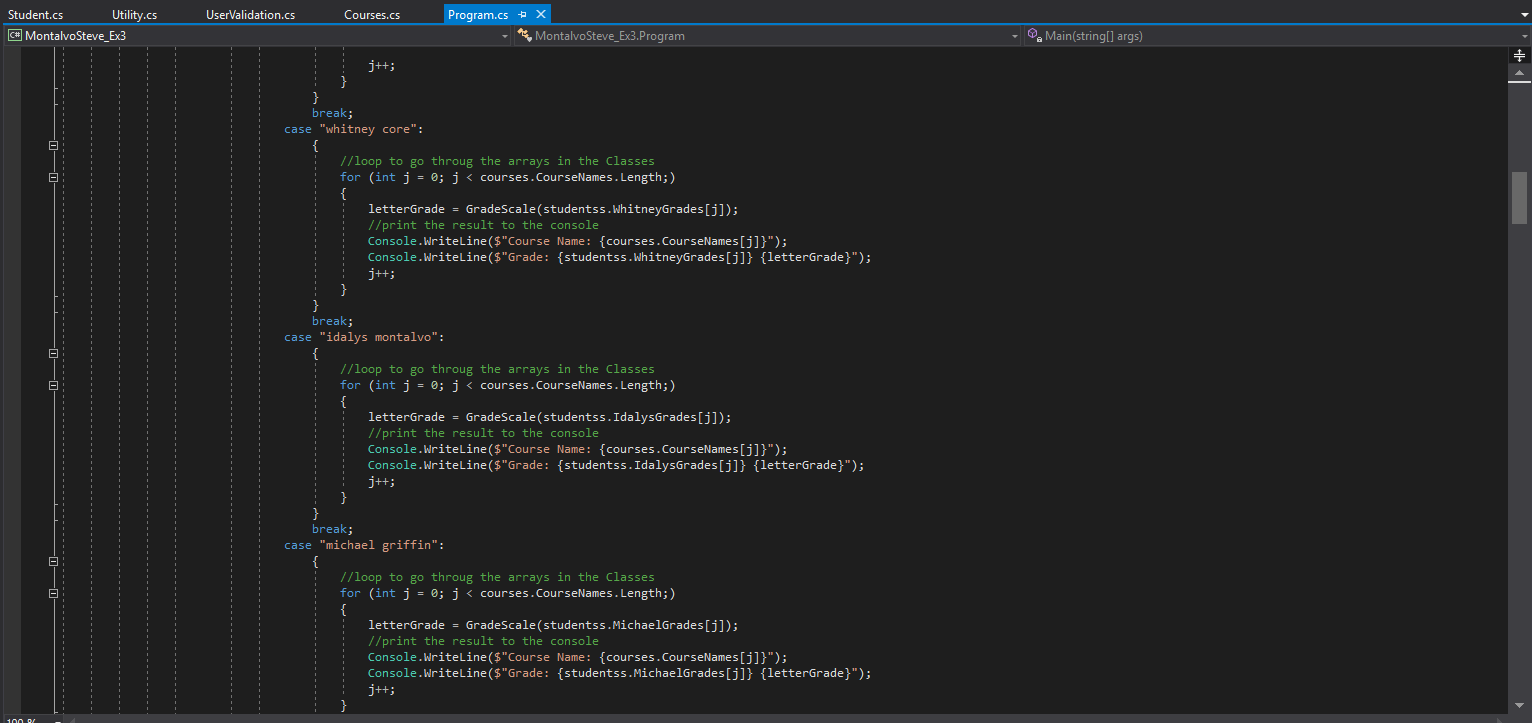 Student.cs Utility.cs UserValidation.cs Courses.cs Program.cs
C# MontalvoSteve_Ex3 MontalvoSteve_Ex3.Program Main(string[] args)
j++;
}
}
break;
case "whitney core":
{
//loop to go throug the arrays in the Classes
for (int j = 0; j < courses.CourseNames.Length;)
{
letterGrade = GradeScale(studentss.WhitneyGrades[j]);
//print the result to the console
Console.WriteLine($"Course Name: {courses.CourseNames[j]}");
Console.WriteLine($"Grade: {studentss.WhitneyGrades[j]} {letterGrade}");
j++;
}
}
break;
case "idalys montalvo":
{
//loop to go throug the arrays in the Classes
for (int j = 0; j < courses.CourseNames.Length;)
{
letterGrade = GradeScale(studentss.IdalysGrades[j]);
//print the result to the console
Console.WriteLine($"Course Name: {courses.CourseNames[j]}");
Console.WriteLine($"Grade: {studentss.IdalysGrades[j]} {letterGrade}");
j++;
}
}
break;
case "michael griffin":
{
//loop to go throug the arrays in the Classes
for (int j = 0; j < courses.CourseNames.Length;)
{
letterGrade = GradeScale(studentss.MichaelGrades[j]);
//print the result to the console
Console.WriteLine($"Course Name: {courses.CourseNames[j]}");
Console.WriteLine($"Grade: {studentss.MichaelGrades[j]} {letterGrade}");
j++;
}
100 %